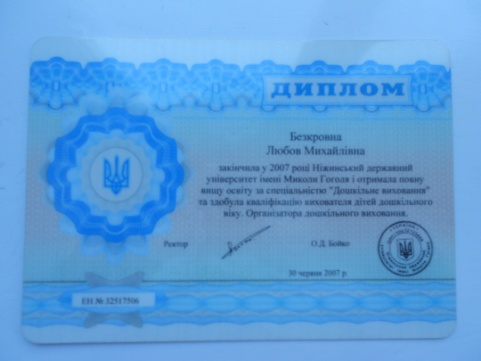 ДИПЛОМ
Безкровна
Любов Михайлівна
закінчила у 2007 році Ніжинський державний
університет імені Миколи Гоголя і отримала повну
вищу освіту за спеціальністю "Дошкільне виховання"
та здобула кваліфікацію вихователя дітей дошкільного
віку. Організатора дошкільного виховання.
Ректор
О.Д. Бойко
30 червня 2007 р.
ЕН № 32517506